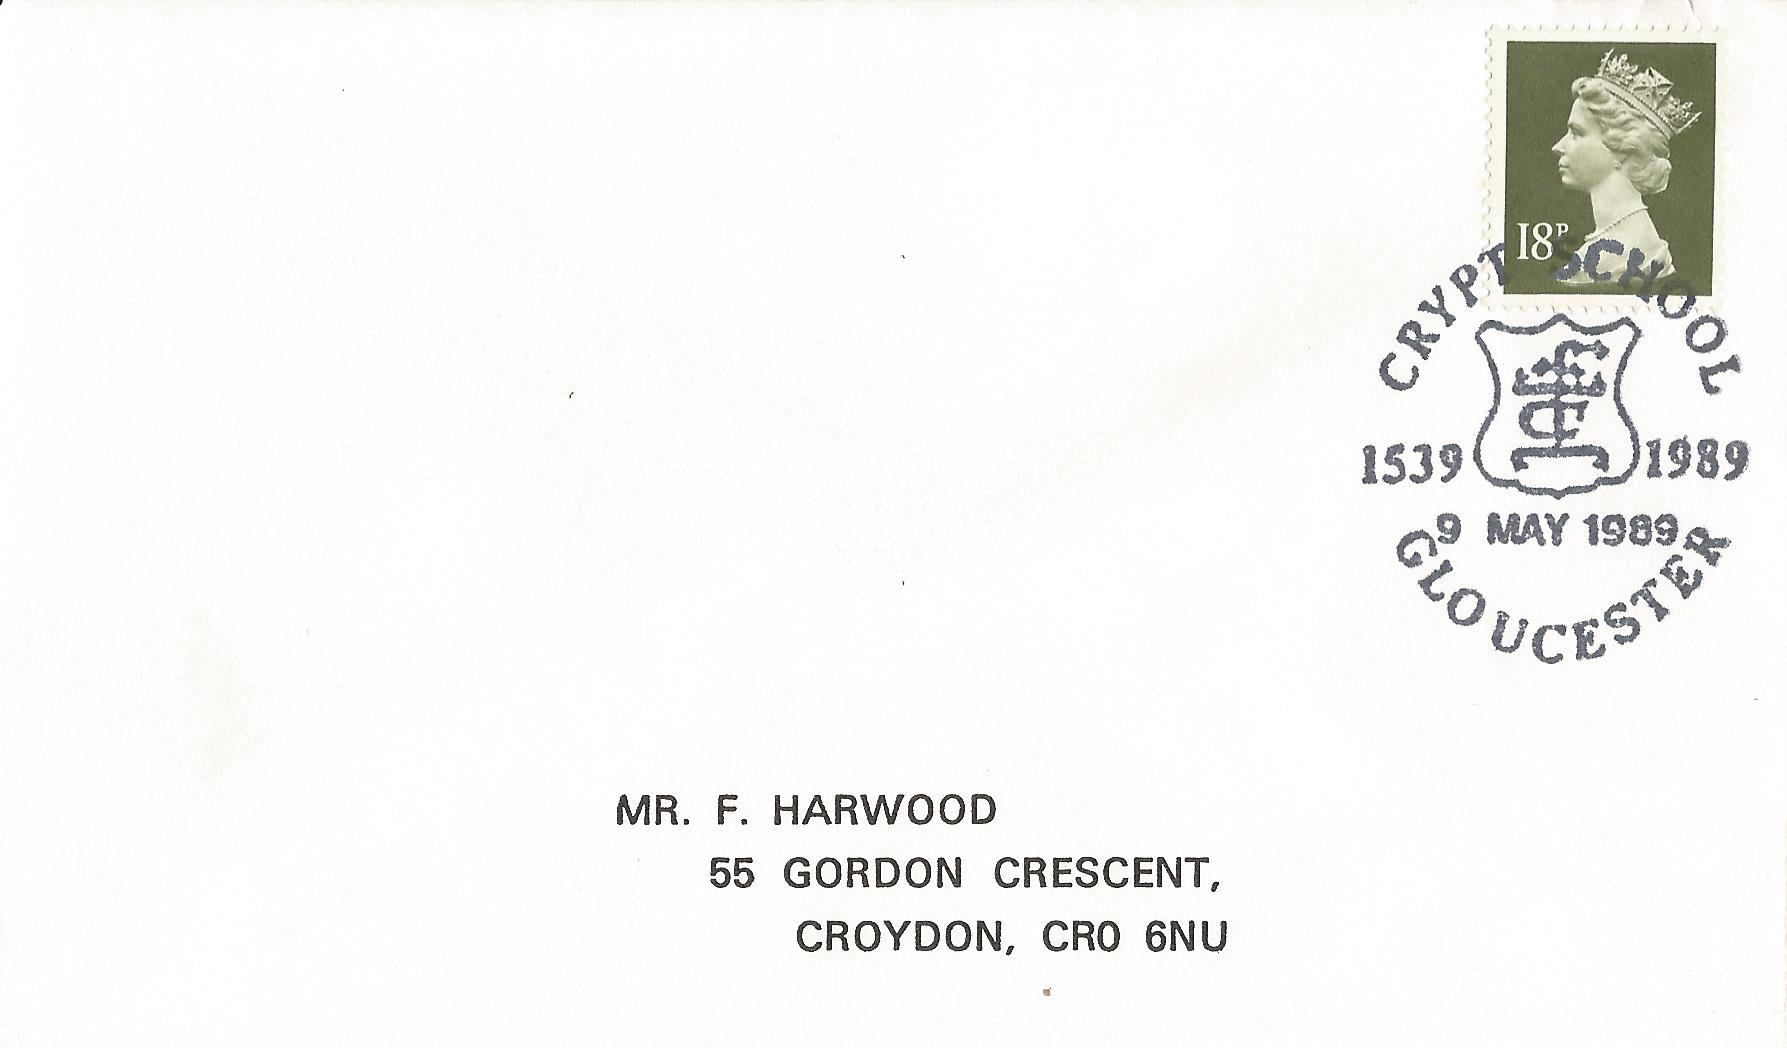 18P
CRYPT SCHOOL
1539 1989
9 MAY 1989
GLOUCESTER
MR. F. HARWOOD
55 GORDON CRESCENT,
CROYDON, CR0 6NU